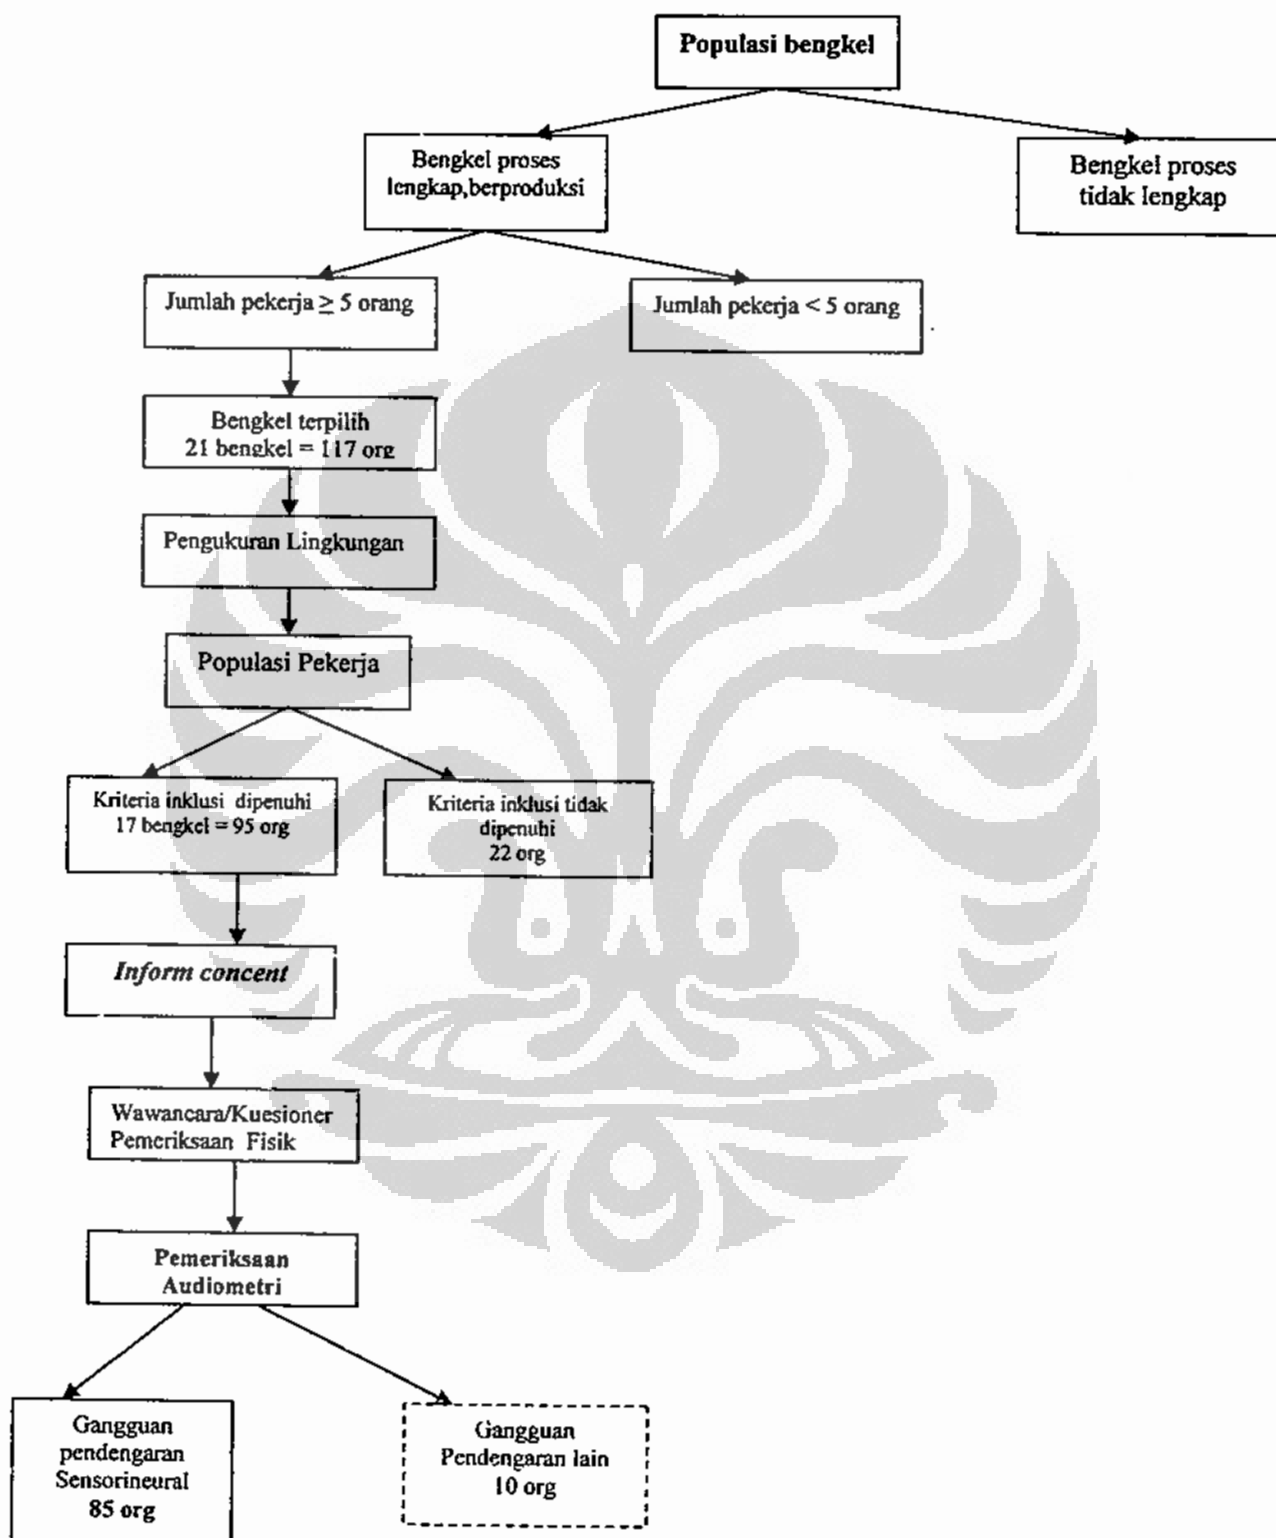 Populasi bengkel
Bengkel proses
lengkap,berproduksi
Bengkel proses
tidak lengkap
Jumlah pekerja ≥ 5 orang
Jumlah pekerja < 5 orang
Bengkel terpilih
21 bengkel = 117 org
Pengukuran Lingkungan
Populasi Pekerja
Kriteria inklusi dipenuhi
17 bengkel = 95 org
Kriteria inklusi tidak
dipenuhi
22 org
Inform concent
Wawancara/Kuesioner
Pemeriksaan Fisik
Pemeriksaan
Audiometri
Gangguan
pendengaran
Sensorineural
85 org
Gangguan
Pendengaran lain
10 org